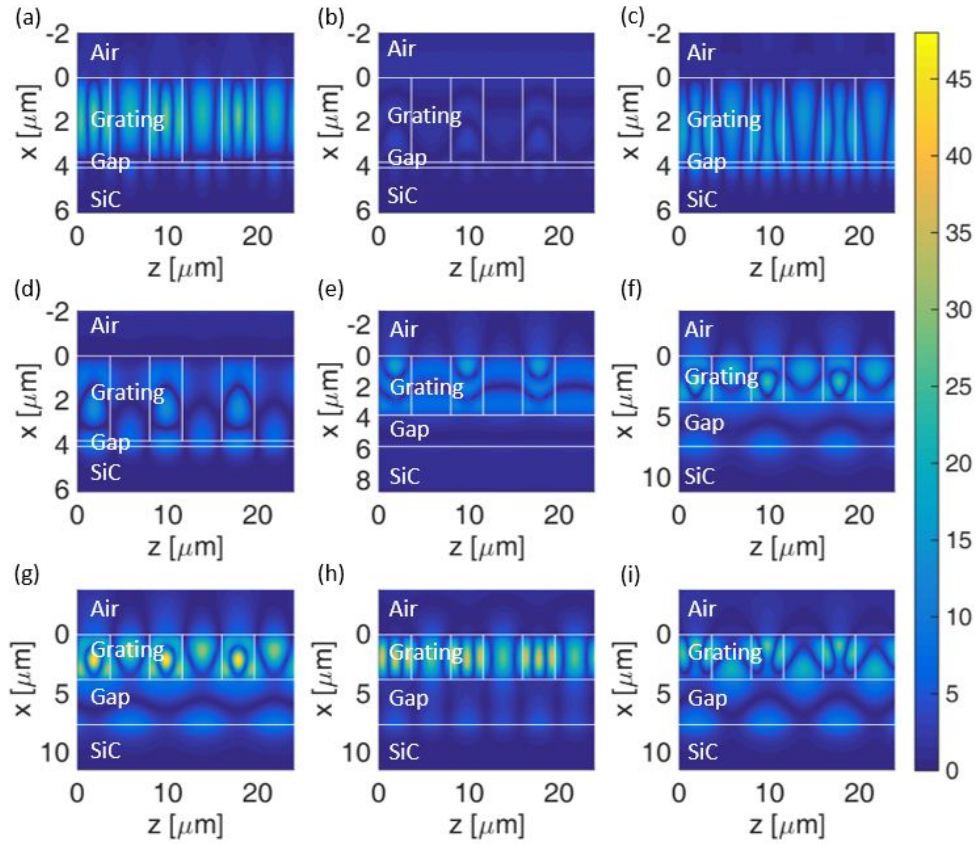 (a)
-2
0
2
4
6
x [μm]
Air
Grating
Gap
SiC
0
10
20
z [μm]
(b)
-2
0
2
4
6
x [μm]
Air
Grating
Gap
SiC
0
10
20
z [μm]
(c)
-2
0
2
4
6
x [μm]
Air
Grating
Gap
SiC
0
10
20
z [μm]
(d)
-2
0
2
4
6
x [μm]
Air
Grating
Gap
SiC
0
10
20
z [μm]
(e)
0
2
4
6
8
x [μm]
Air
Grating
Gap
SiC
0
10
20
z [μm]
(f)
0
5
10
x [μm]
Air
Grating
Gap
SiC
0
10
20
z [μm]
(g)
0
5
10
x [μm]
Air
Grating
Gap
SiC
0
10
20
z [μm]
(h)
0
5
10
x [μm]
Air
Grating
Gap
SiC
0
10
20
z [μm]
(i)
0
5
10
x [μm]
Air
Grating
Gap
SiC
0
10
20
z [μm]
45
40
35
30
25
20
15
10
5
0